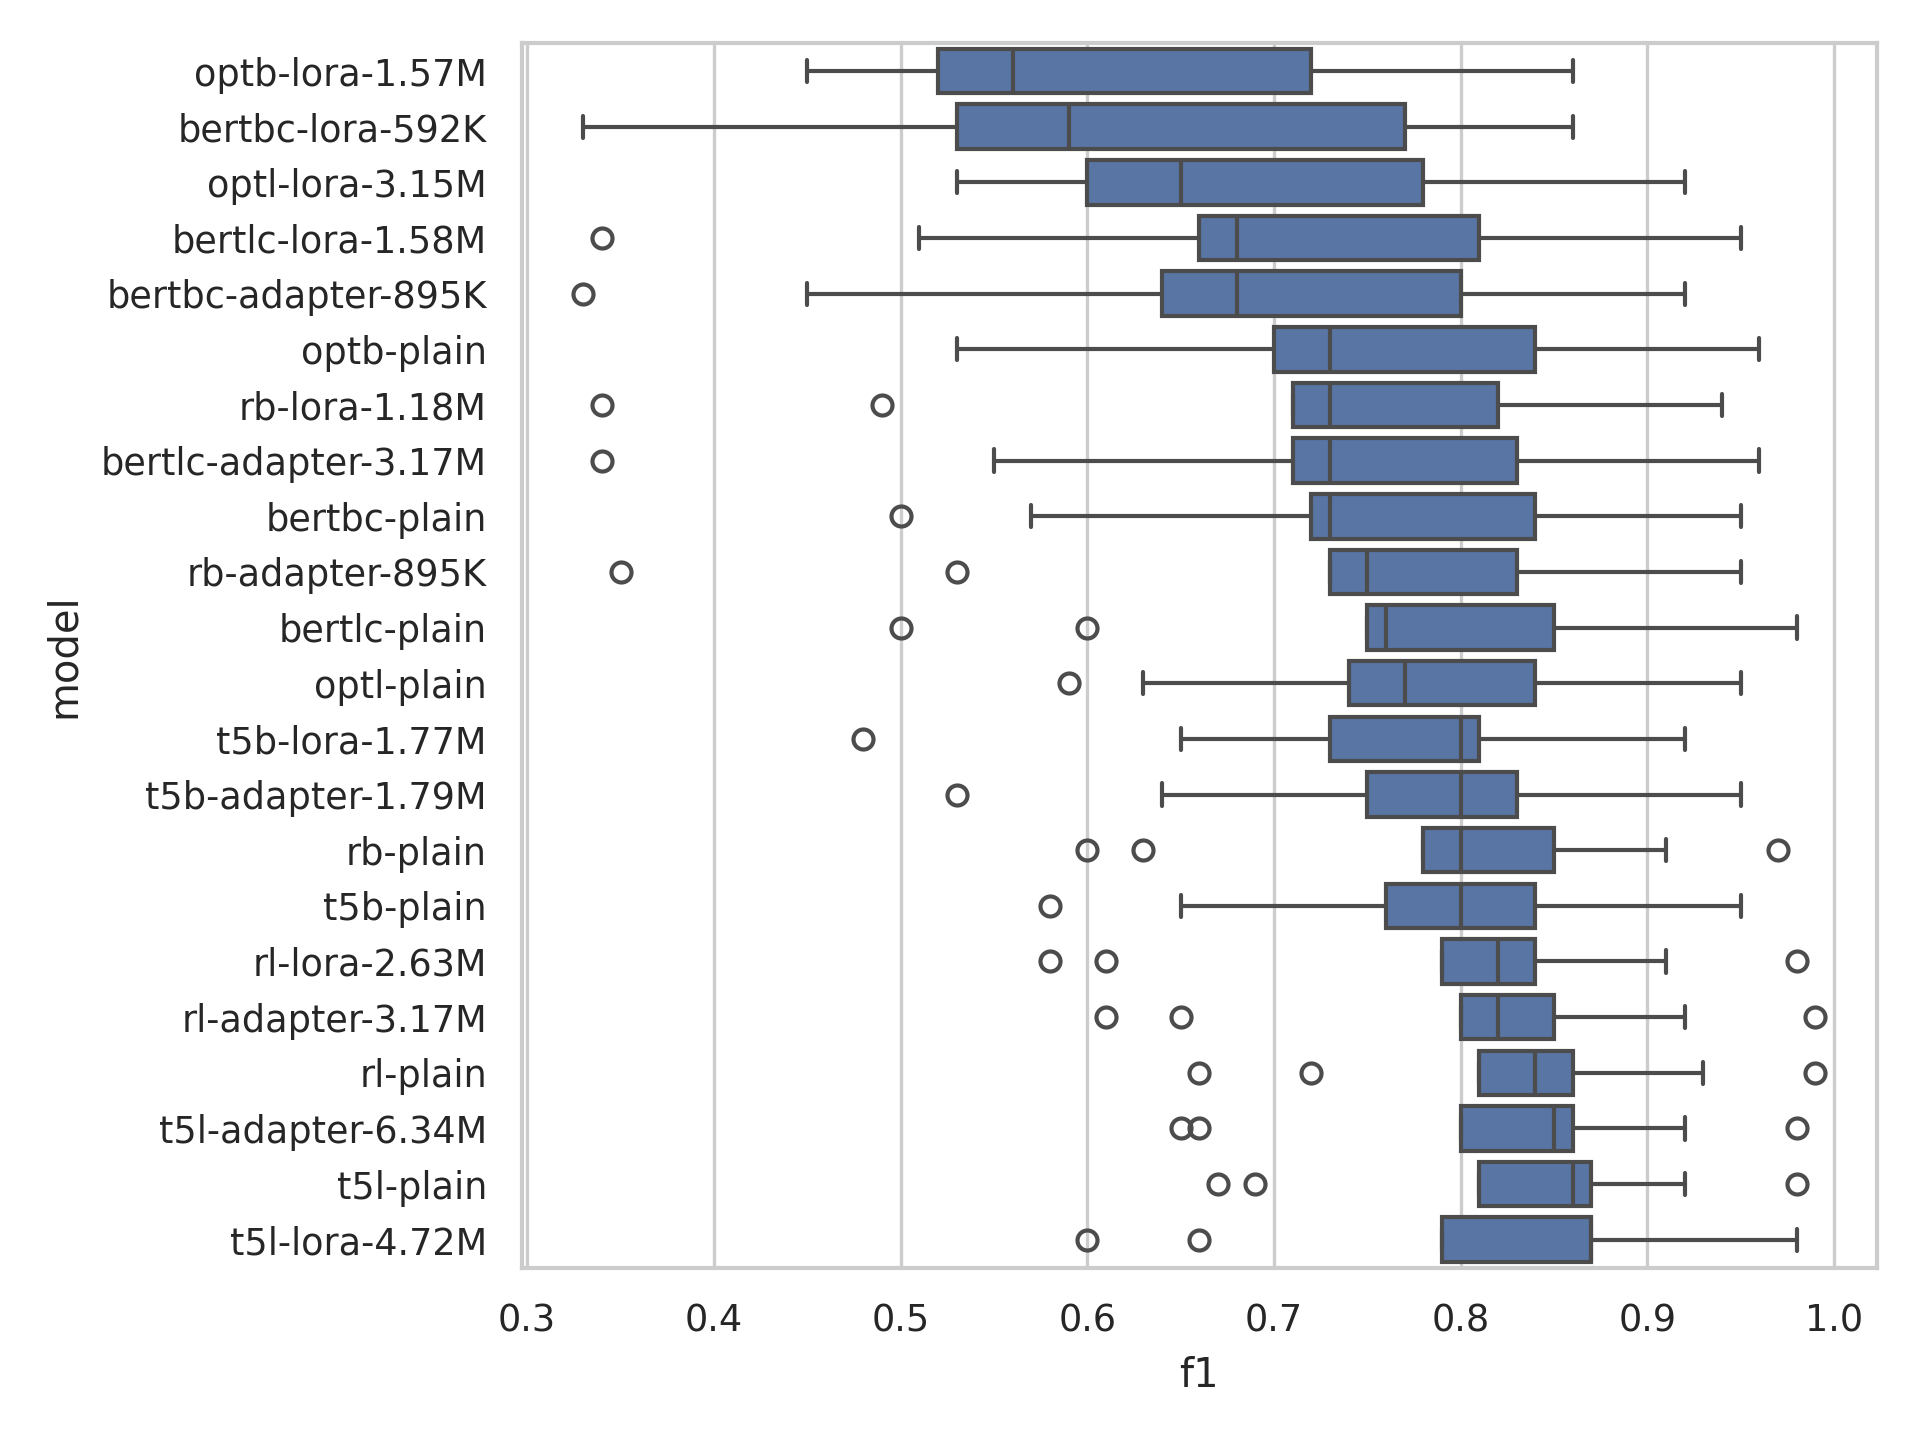 optb-lora-1.57M
bertbc-lora-592K
optl-lora-3.15M
bertlc-lora-1.58M
bertbc-adapter-895K
optb-plain
rb-lora-1.18M
bertlc-adapter-3.17M
bertbc-plain
rb-adapter-895K
bertlc-plain
optl-plain
t5b-lora-1.77M
t5b-adapter-1.79M
rb-plain
t5b-plain
rl-lora-2.63M
rl-adapter-3.17M
rl-plain
t5l-adapter-6.34M
t5l-plain
t5l-lora-4.72M
model
0.3 0.4 0.5 0.6 0.7 0.8 0.9 1.0
f1